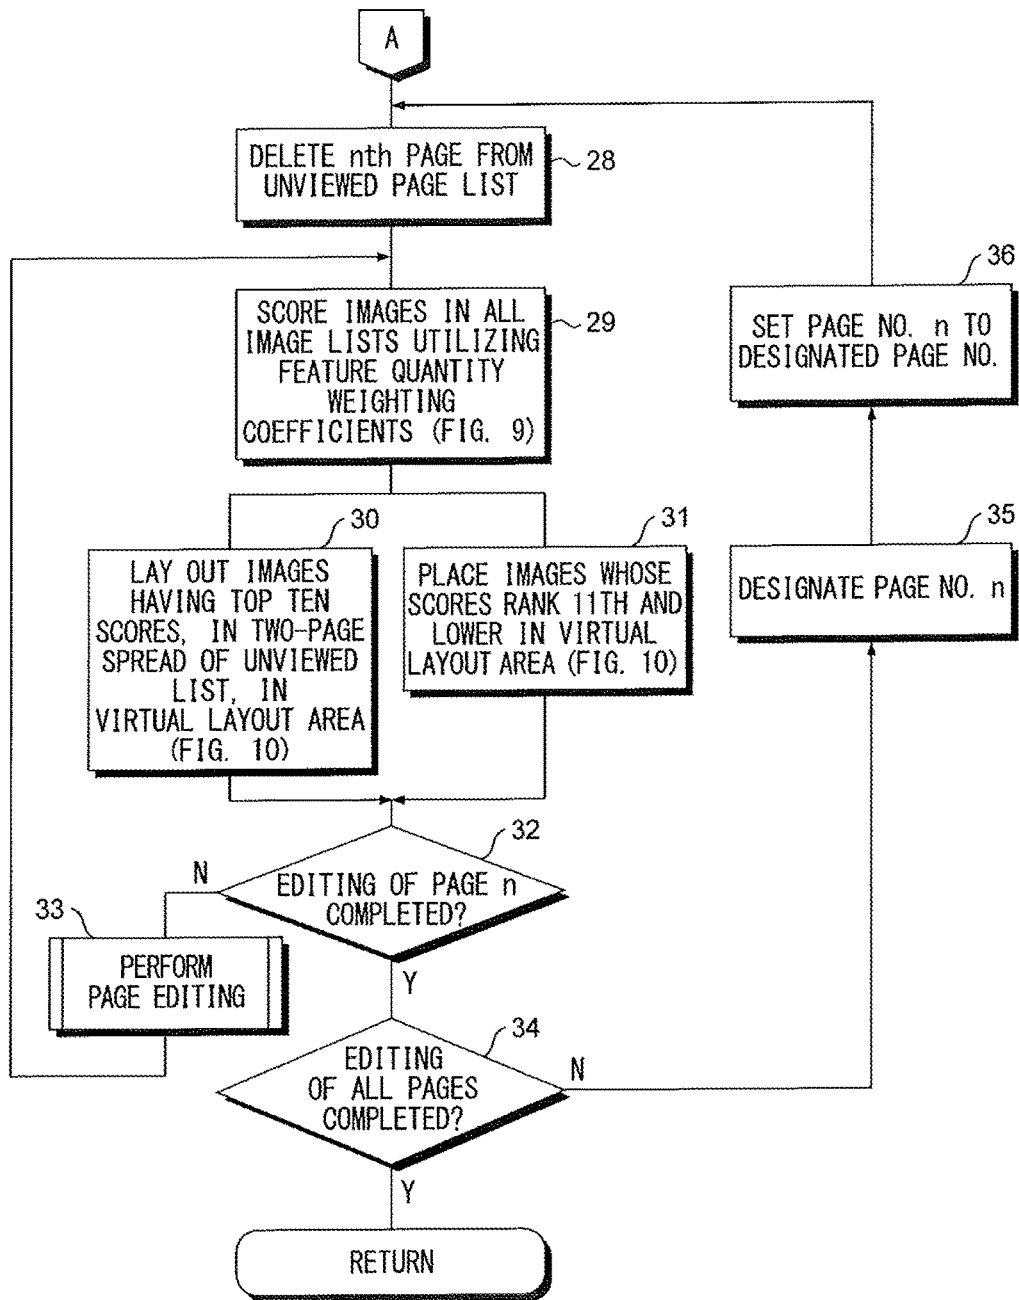 A
DELETE nth PAGE FROM
UNVIEWED PAGE LIST
28
SCORE IMAGES IN ALL
IMAGE LISTS UTILIZING
FEATURE QUANTITY
WEIGHTING
COEFFICIENTS (FIG. 9)
29
36
SET PAGE NO. n TO
DESIGNATED PAGE NO.
30
LAY OUT IMAGES
HAVING TOP TEN
SCORES, IN TWO-PAGE
SPREAD OF UNVIEWED
LIST, IN
VIRTUAL LAYOUT AREA
(FIG. 10)
31
PLACE IMAGES WHOSE
SCORES RANK 11TH AND
LOWER IN VIRTUAL
LAYOUT AREA (FIG. 10)
35
DESIGNATE PAGE NO. n
32
EDITING OF PAGE n
COMPLETED?
N
Y
33
PERFORM
PAGE EDITING
34
EDITING
OF ALL PAGES
COMPLETED?
N
Y
RETURN